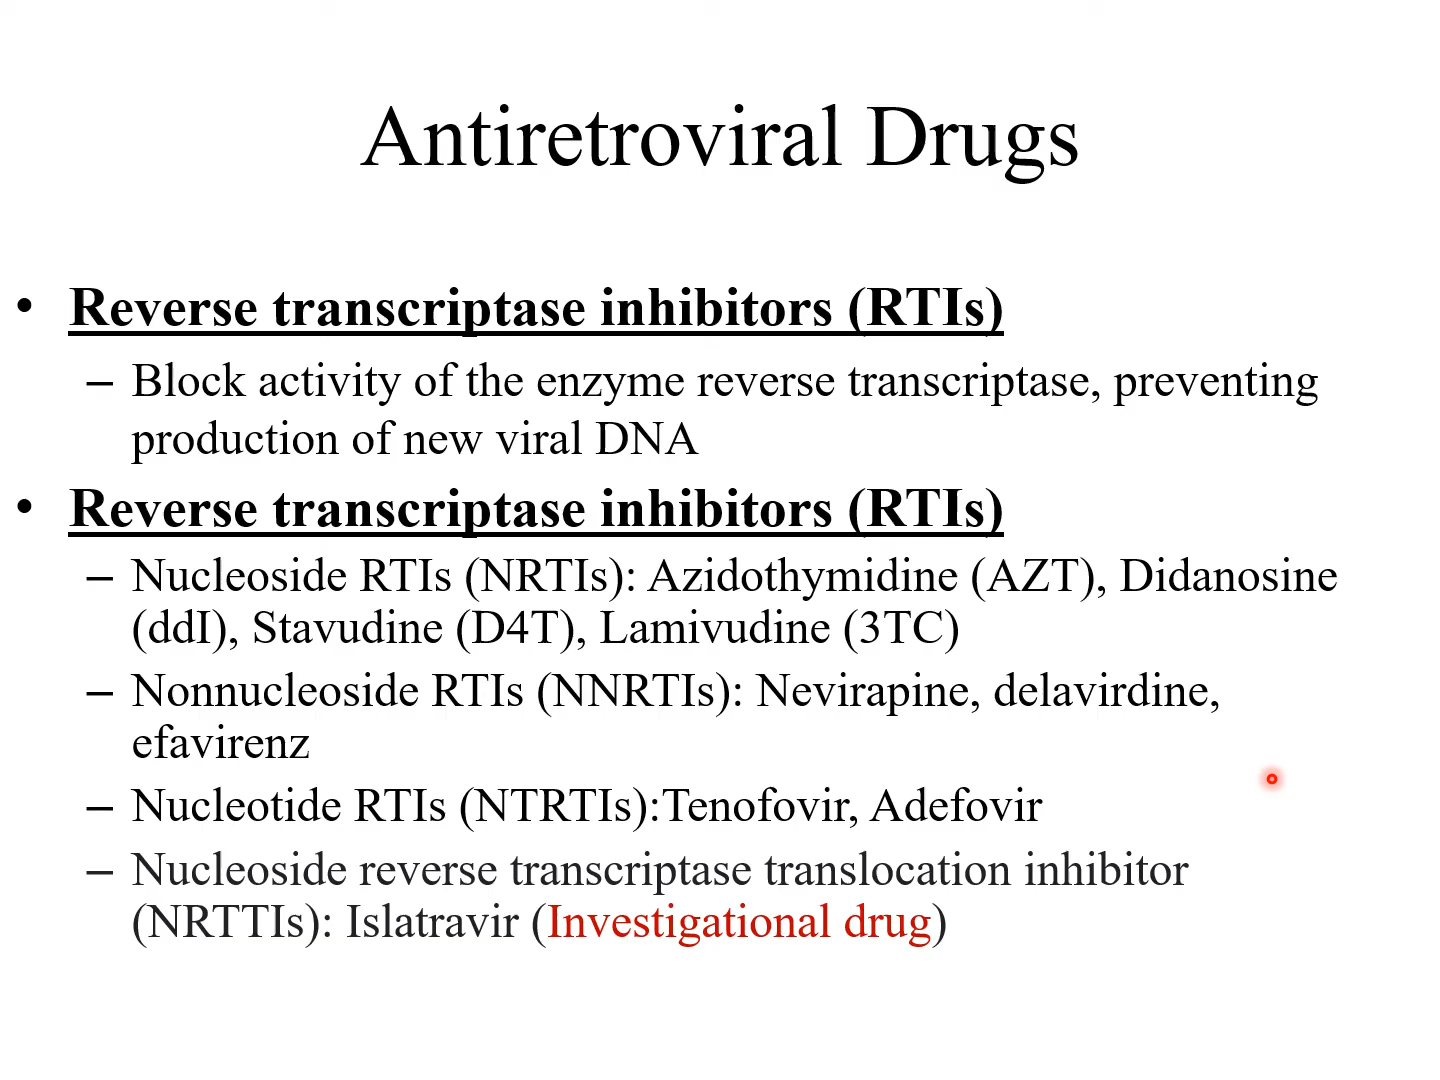 Antiretroviral Drugs
• Reverse transcriptase inhibitors (RTIs)
– Block activity of the enzyme reverse transcriptase, preventing
production of new viral DNA
• Reverse transcriptase inhibitors (RTIs)
– Nucleoside RTIs (NRTIs): Azidothymidine (AZT), Didanosine
(ddI), Stavudine (D4T), Lamivudine (3TC)
– Nonnucleoside RTIs (NNRTIs): Nevirapine, delavirdine,
efavirenz
– Nucleotide RTIs (NTRTIs):Tenofovir, Adefovir
– Nucleoside reverse transcriptase translocation inhibitor
(NRTTIs): Islatravir (Investigational drug)